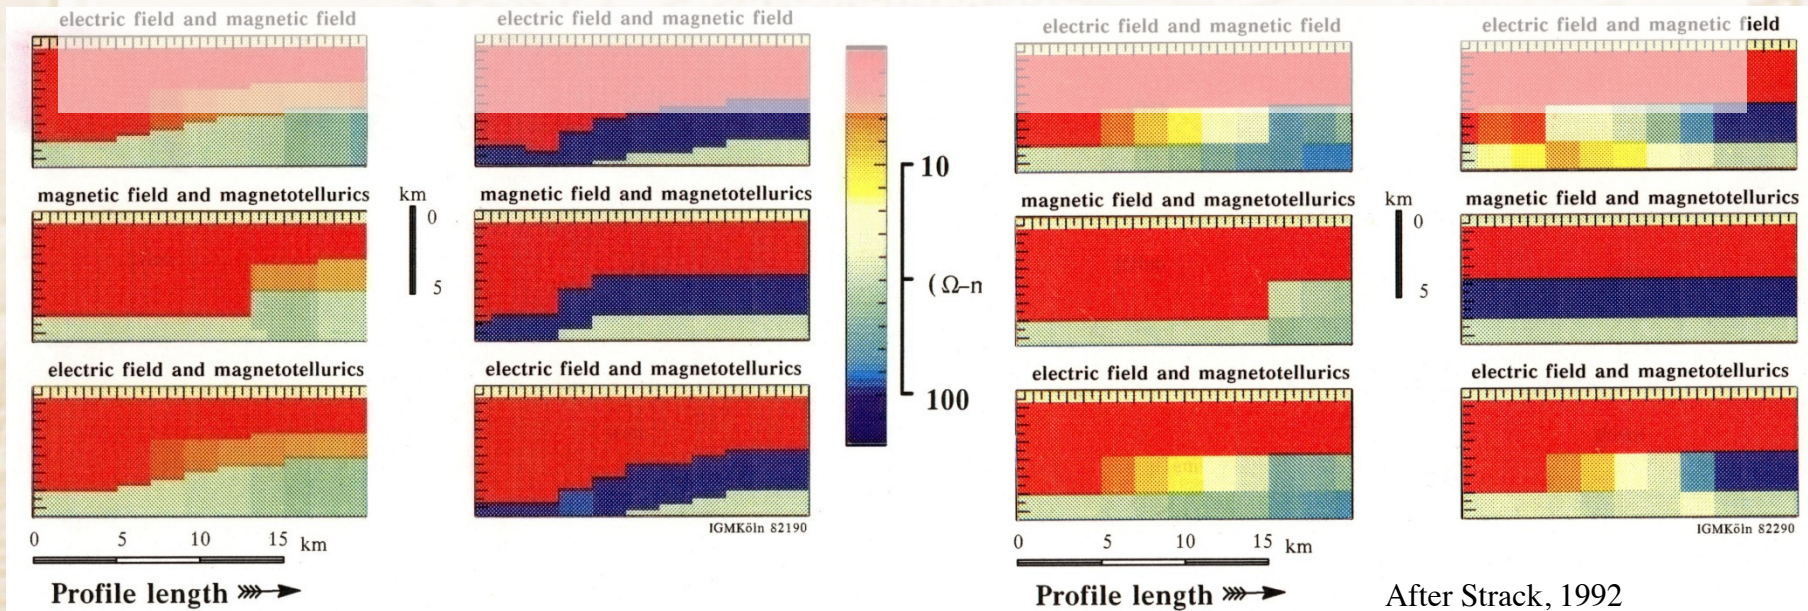 electric field and magnetic field
electric field and magnetic field
electric field and magnetic field
electric field and magnetic field
magnetic field and magnetotellurics
km
magnetic field and magnetotellurics
magnetic field and magnetotellurics
km
magnetic field and magnetotellurics
0
5
10
(Ω-n
100
0
5
electric field and magnetotellurics
electric field and magnetotellurics
electric field and magnetotellurics
electric field and magnetotellurics
IGMKöln 82190
IGMKöln 82290
0 5 10 15 km
0 5 10 15 km
Profile length
Profile length
After Strack, 1992